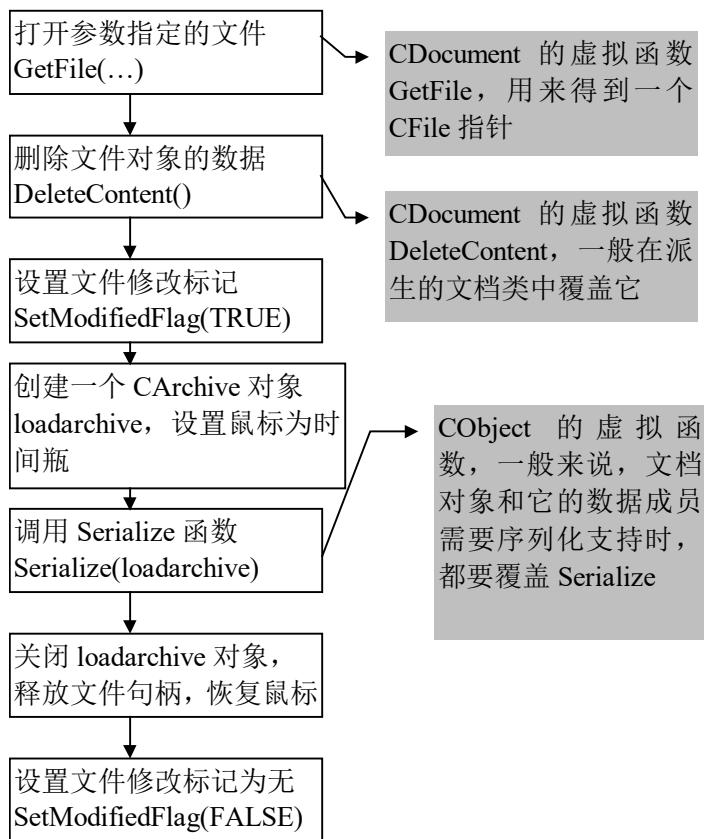 打开参数指定的文件
GetFile(…)
CDocument 的虚拟函数
GetFile，用来得到一个
CFile 指针
删除文件对象的数据
DeleteContent()
CDocument 的虚拟函数
DeleteContent，一般在派
生的文档类中覆盖它
设置文件修改标记
SetModifiedFlag(TRUE)
创建一个 CArchive 对象
loadarchive，设置鼠标为时
间瓶
CObject 的虚拟函
数，一般来说，文档
对象和它的数据成员
需要序列化支持时，
都要覆盖 Serialize
调用 Serialize 函数
Serialize(loadarchive)
关闭 loadarchive 对象，
释放文件句柄，恢复鼠标
设置文件修改标记为无
SetModifiedFlag(FALSE)